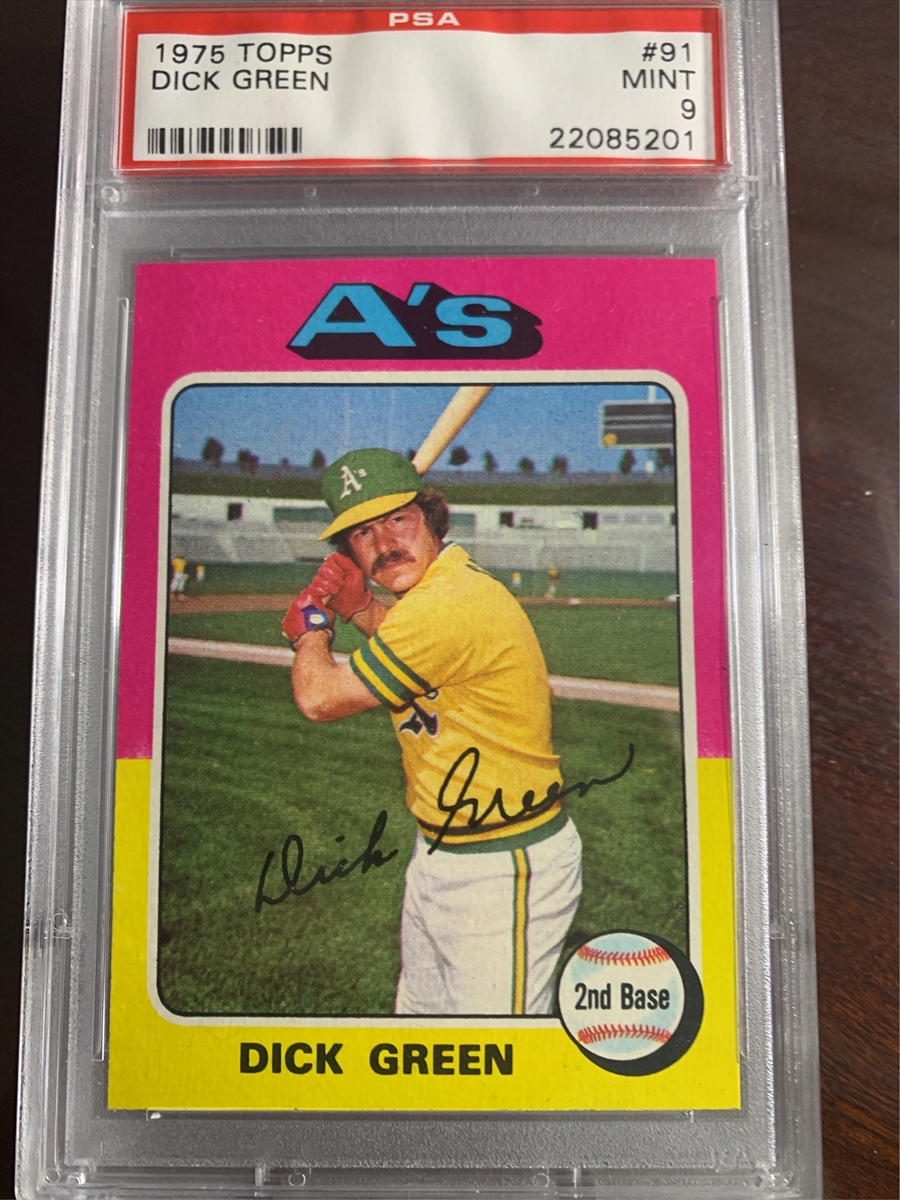 PSA
1975 TOPPS #91
DICK GREEN MINT
9
22085201
A's
A's
A
Dick Green
2nd Base
DICK GREEN